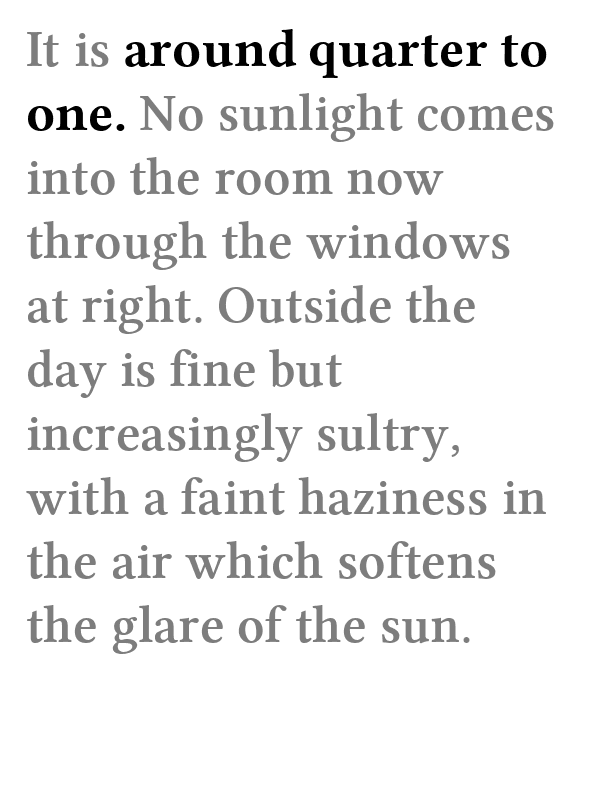 It is around quarter to
one. No sunlight comes
into the room now
through the windows
at right. Outside the
day is fine but
increasingly sultry,
with a faint haziness in
the air which softens
the glare of the sun.